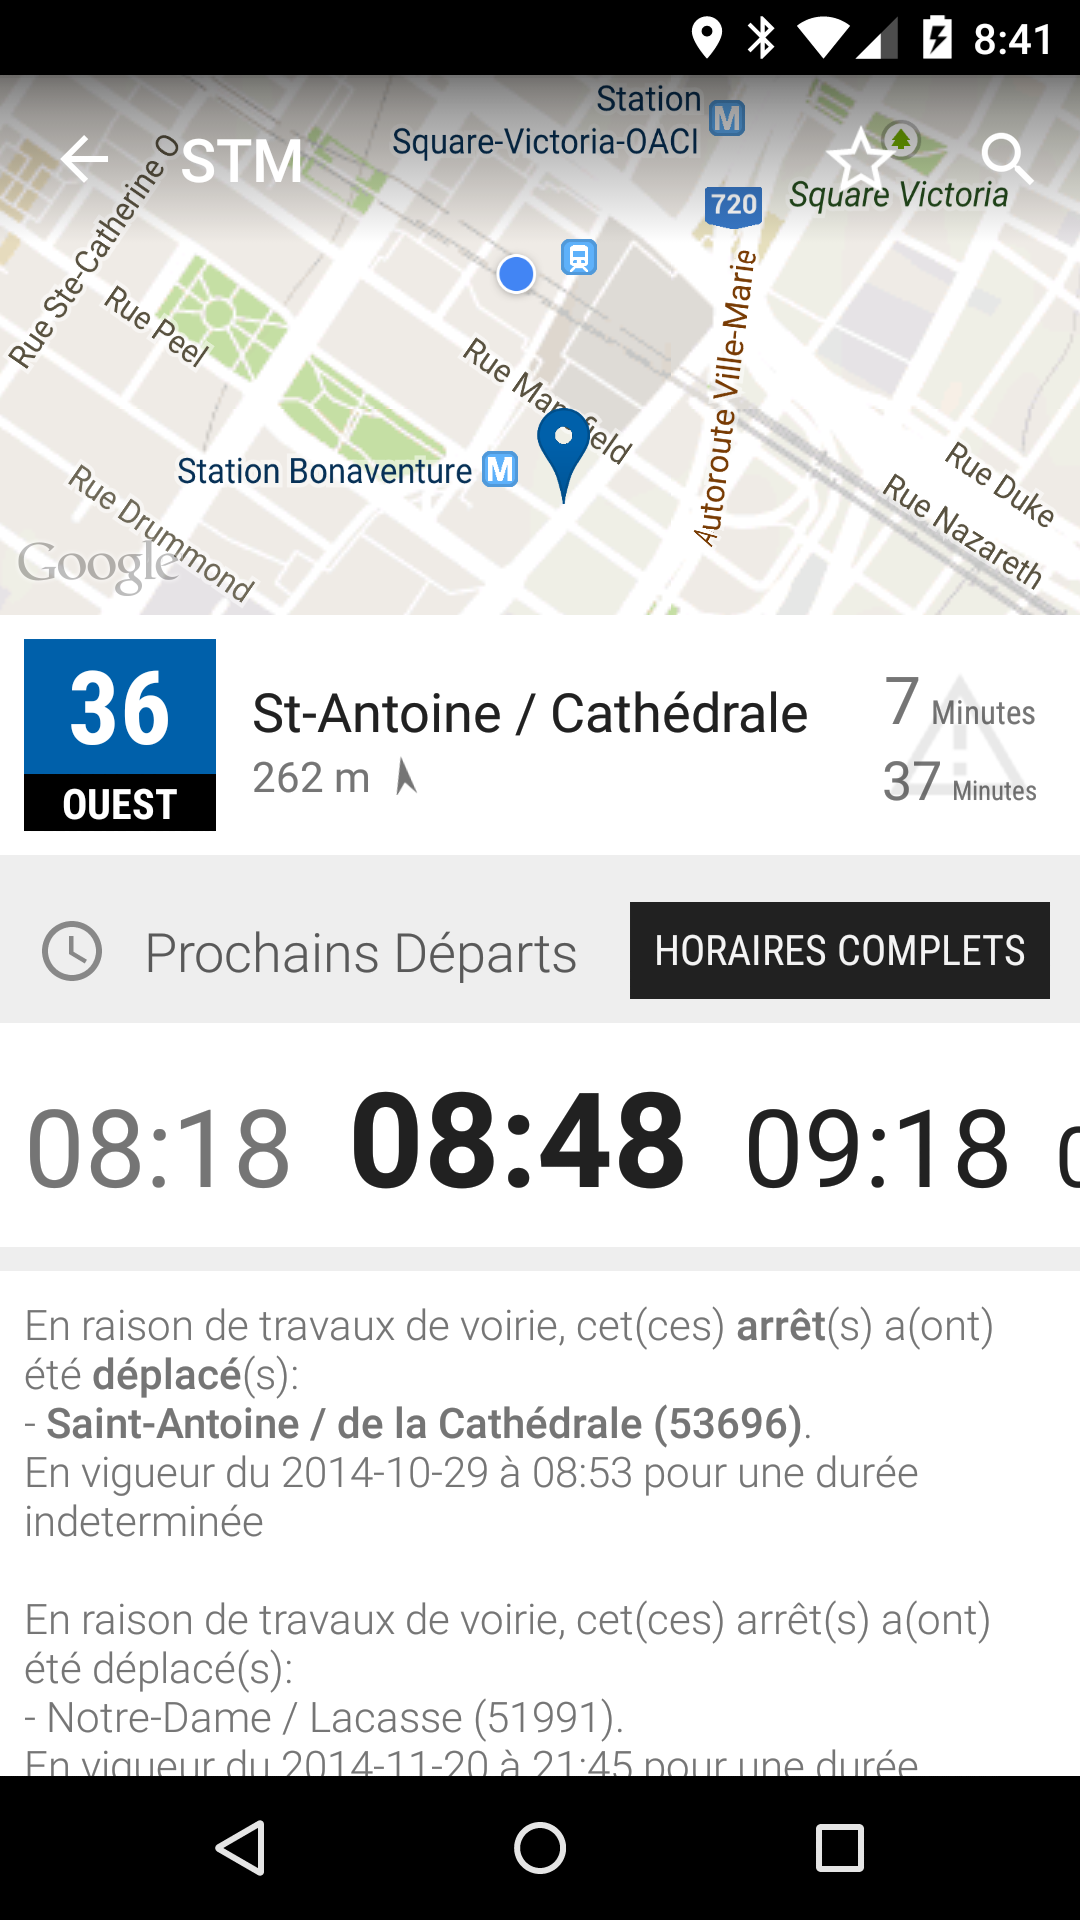 8:41
STM
Station
Square-Victoria-OACI
M
Square Victoria
720
Rue Ste-Catherine O
Rue Peel
Rue Mansfield
Autoroute Ville-Marie
Station Bonaventure M
Rue Drummond
Rue Duke
Rue Nazareth
Google
36
OUEST
St-Antoine / Cathédrale
262 m
7 Minutes
37 Minutes
Prochains Départs
HORAIRES COMPLETS
08:18 08:48 09:18 0
En raison de travaux de voirie, cet(ces) arrêt(s) a(ont)
été déplacé(s):
- Saint-Antoine / de la Cathédrale (53696).
En vigueur du 2014-10-29 à 08:53 pour une durée
indeterminée
En raison de travaux de voirie, cet(ces) arrêt(s) a(ont)
été déplacé(s):
- Notre-Dame / Lacasse (51991).
En vigueur du 2014-11-20 à 21:45 pour une durée